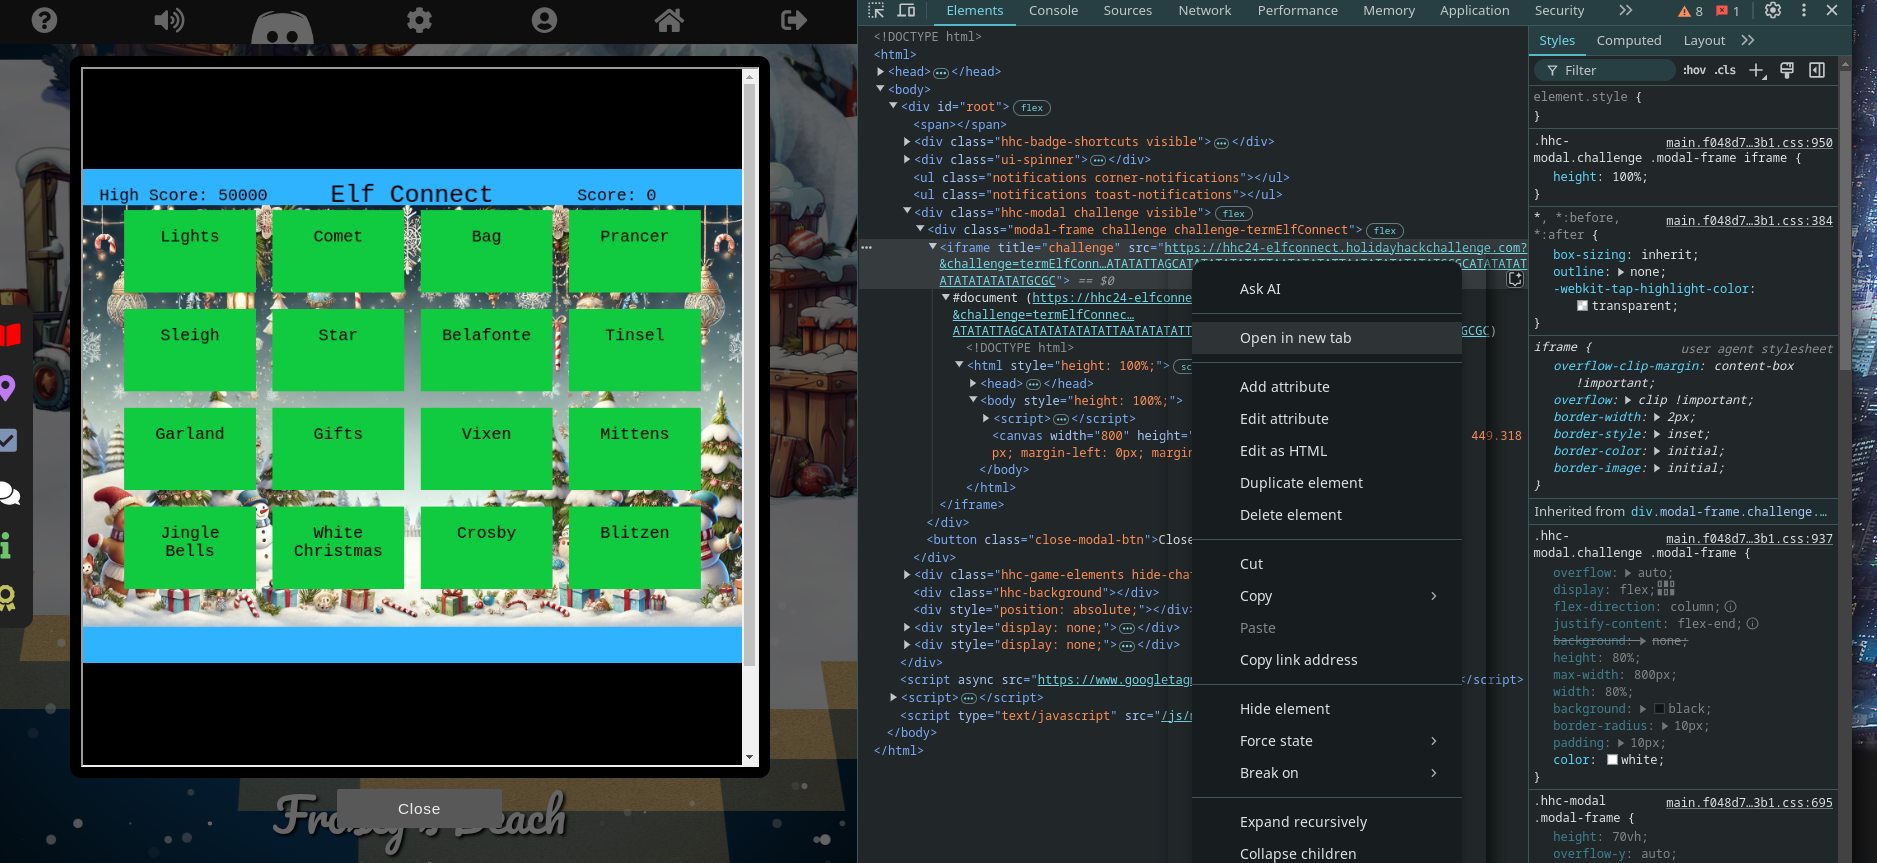 High Score: 50000
Elf Connect
Score: 0
Lights
Comet
Bag
Prancer
Sleigh
Star
Belafonte
Tinsel
Garland
Gifts
Vixen
Mittens
Jingle
Bells
White
Christmas
Crosby
Blitzen
Close
Elements
Console
Sources
Network
Performance
Memory
Application
Security
8
1
<!DOCTYPE html>
<html>
<head></head>
<body>
<div id="root"> flex
<span></span>
<div class="hhc-badge-shortcuts visible"></div>
<div class="ui-spinner"></div>
<ul class="notifications corner-notifications"></ul>
<ul class="notifications toast-notifications"></ul>
<div class="hhc-modal challenge visible"> flex
<div class="modal-frame challenge challenge-termElfConnect"> flex
<iframe title="challenge" src="https://hhc24-elfconnect.holidayhackchallenge.com?
&challenge=termElfConn…
ATATATATATATGCGC"> == $0
#document (https://hhc24-elfconne
&challenge=termElfConnec…
GCGC)
<!DOCTYPE html>
<html style="height: 100%;"> sc
<head></head>
<body style="height: 100%;">
<script></script>
<canvas width="800" height=" 449.318
px; margin-left: 0px; margin
</body>
</html>
</iframe>
</div>
<button class="close-modal-btn">Close
</div>
<div class="hhc-game-elements hide-cha
<div class="hhc-background"></div>
<div style="position: absolute;"></div>
<div style="display: none;"></div>
<div style="display: none;"></div>
</div>
<script async src="https://www.googletag </script>
<script></script>
<script type="text/javascript" src="/js/
</body>
</html>
Ask AI
Open in new tab
Add attribute
Edit attribute
Edit as HTML
Duplicate element
Delete element
Cut
Copy
Paste
Copy link address
Hide element
Force state
Break on
Expand recursively
Collapse children
Styles
Computed
Layout
Filter
:hov
.cls
element.style {
}
.hhc- main.f048d7…3b1.css:950
modal.challenge .modal-frame iframe {
height: 100%;
}
*, *:before, main.f048d7…3b1.css:384
*:after {
box-sizing: inherit;
outline: none;
-webkit-tap-highlight-color:
transparent;
}
iframe { user agent stylesheet
overflow-clip-margin: content-box
!important;
overflow: clip !important;
border-width: 2px;
border-style: inset;
border-color: initial;
border-image: initial;
}
Inherited from div.modal-frame.challenge.…
.hhc- main.f048d7…3b1.css:937
modal.challenge .modal-frame {
overflow: auto;
display: flex;
flex-direction: column;
justify-content: flex-end;
background: none;
height: 80%;
max-width: 800px;
width: 80%;
background: black;
border-radius: 10px;
padding: 10px;
color: white;
}
.hhc-modal main.f048d7…3b1.css:695
.modal-frame {
height: 70vh;
overflow-y: auto;